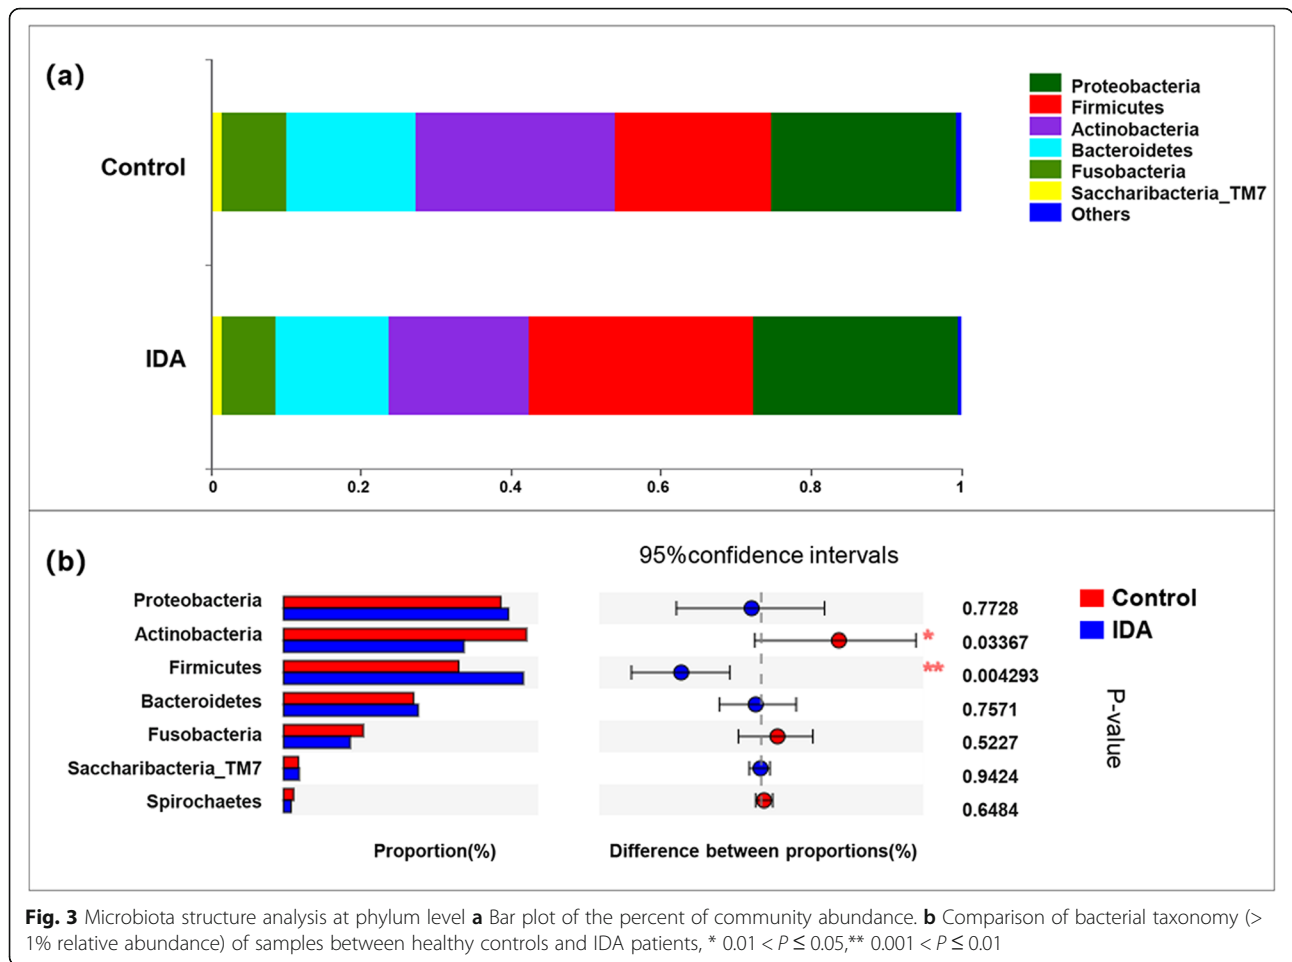 (a)
Control
IDA
0 0.2 0.4 0.6 0.8 1
Proteobacteria
Firmicutes
Actinobacteria
Bacteroidetes
Fusobacteria
Saccharibacteria_TM7
Others
(b)
95%confidence intervals
Proteobacteria 0.7728
Actinobacteria * 0.03367
Firmicutes ** 0.004293
Bacteroidetes 0.7571
Fusobacteria 0.5227
Saccharibacteria_TM7 0.9424
Spirochaetes 0.6484
Proportion(%) Difference between proportions(%)
Control
IDA
P-value
Fig. 3 Microbiota structure analysis at phylum level a Bar plot of the percent of community abundance. b Comparison of bacterial taxonomy (>
1% relative abundance) of samples between healthy controls and IDA patients, * 0.01 < P ≤ 0.05,** 0.001 < P ≤ 0.01